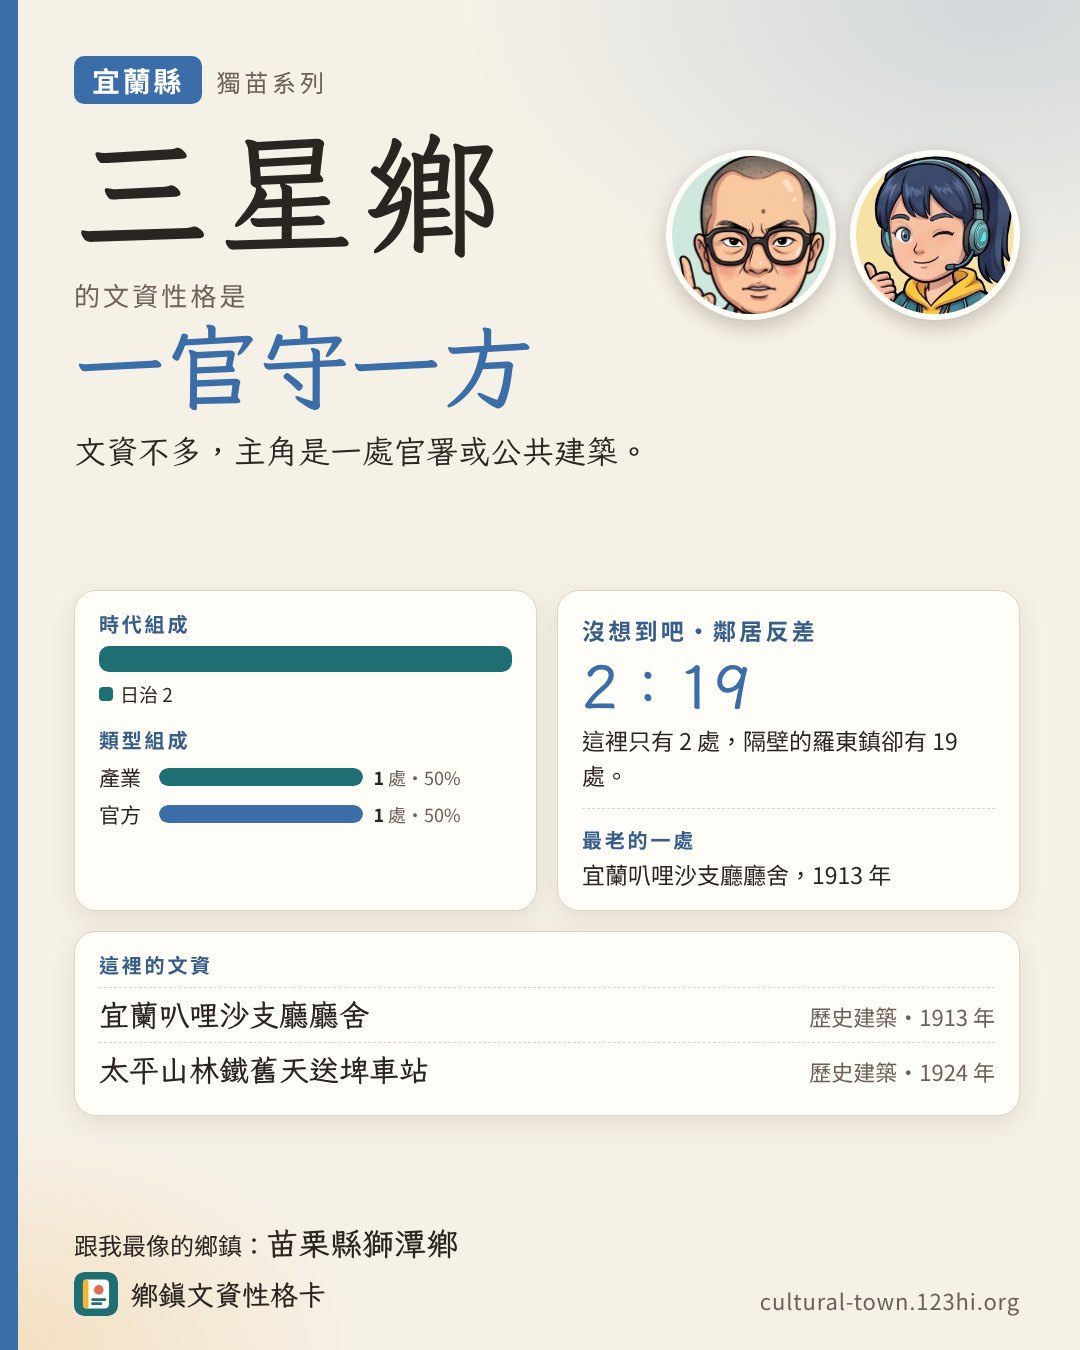 宜蘭縣 獨苗系列
三星鄉
的文資性格是
一官守一方
文資不多，主角是一處官署或公共建築。
時代組成
日治 2
類型組成
產業 1 處・50%
官方 1 處・50%
沒想到吧・鄰居反差
2：19
這裡只有 2 處，隔壁的羅東鎮卻有 19
處。
最老的一處
宜蘭叭哩沙支廳廳舍，1913 年
這裡的文資
宜蘭叭哩沙支廳廳舍 歷史建築・1913 年
太平山林鐵舊天送埤車站 歷史建築・1924 年
跟我最像的鄉鎮：苗栗縣獅潭鄉
鄉鎮文資性格卡
cultural-town.123hi.org